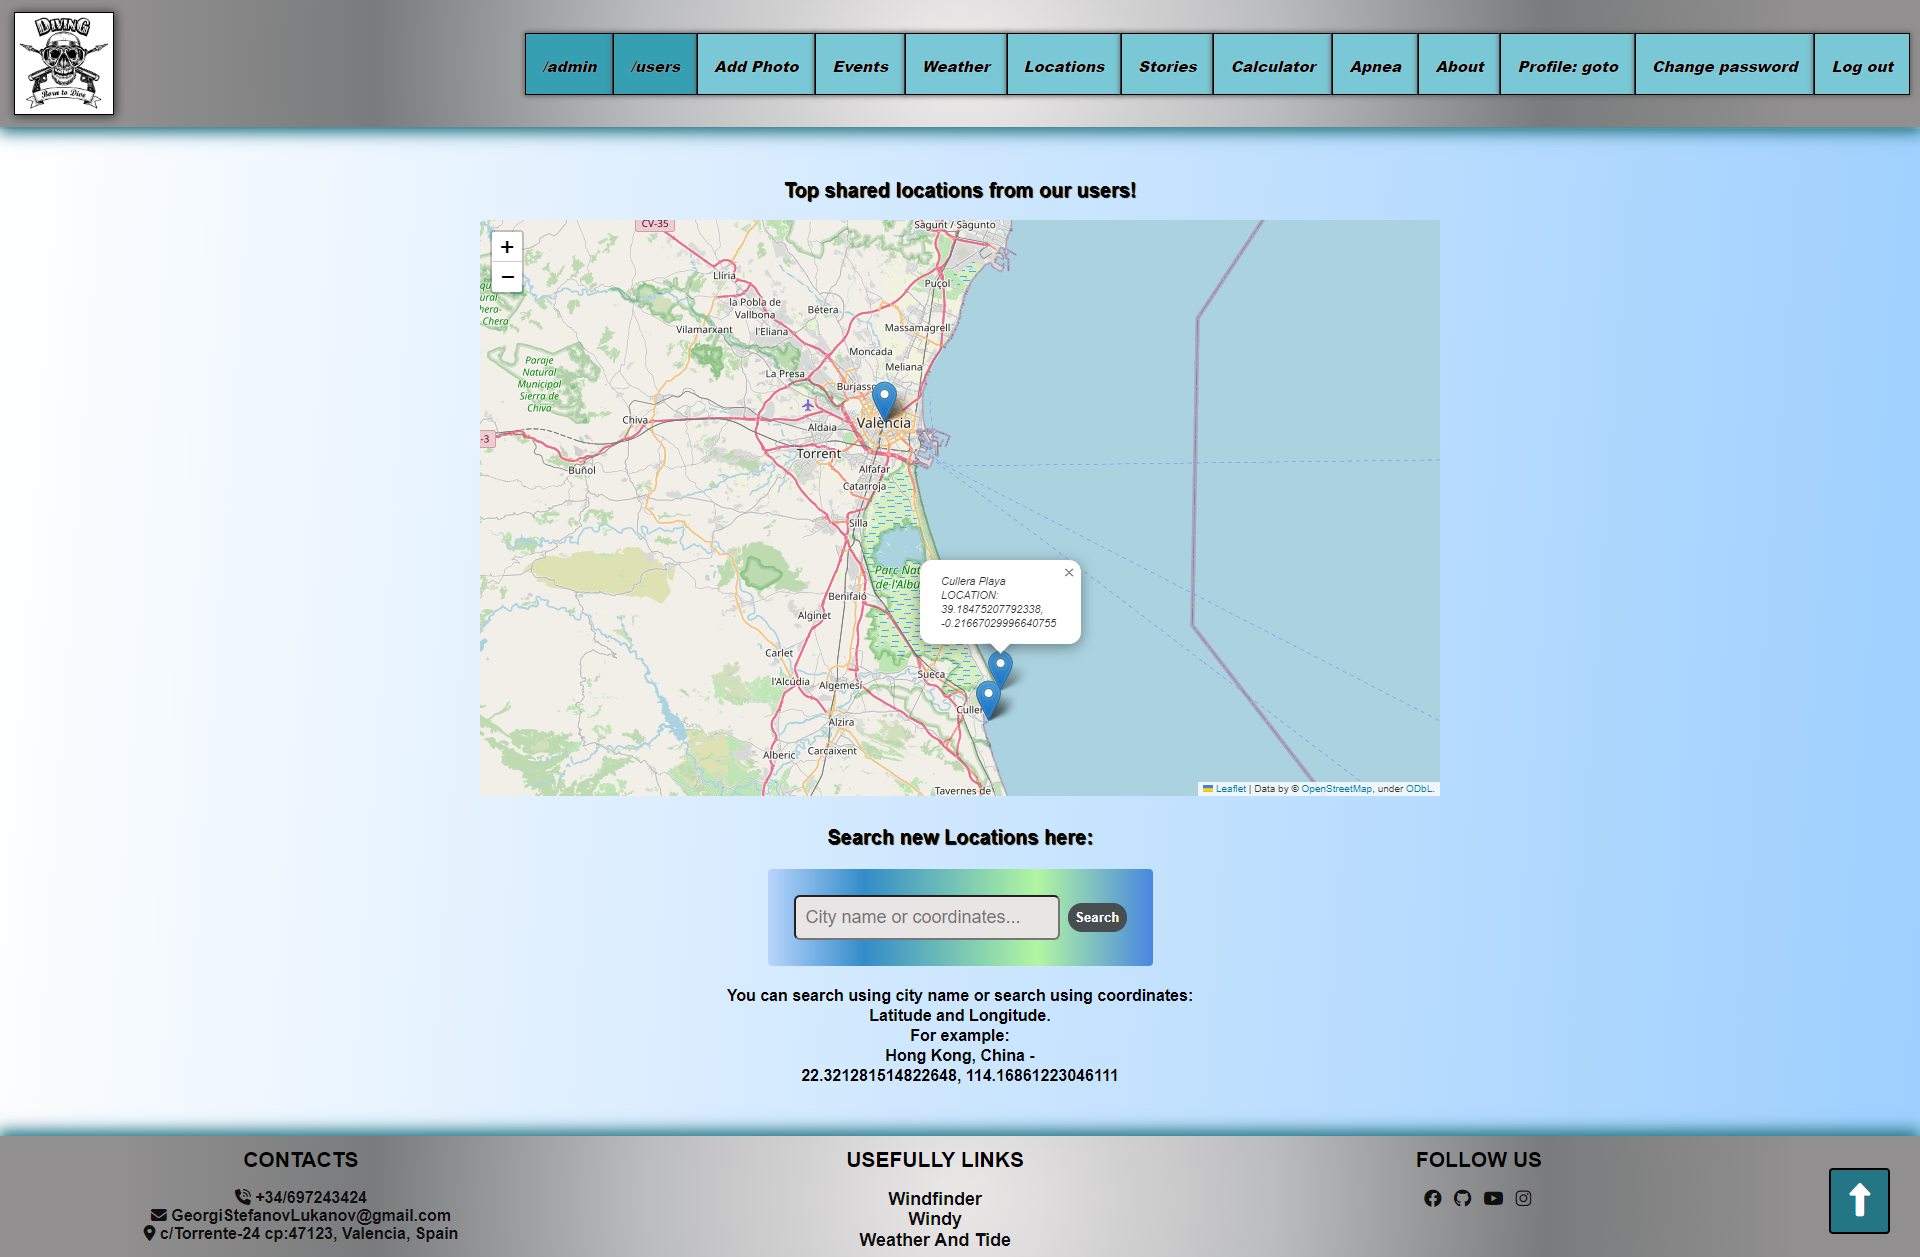 DIVING
Born to Dive
/admin
/users
Add Photo
Events
Weather
Locations
Stories
Calculator
Apnea
About
Profile: goto
Change password
Log out
Top shared locations from our users!
+
−
CV-35
Sagunt / Sagunto
Llíria
Puçol
la Pobla de
Vallbona
Bétera
Vilamarxant
l'Eliana
Massamagrell
Chera
Paraje
Natural
Municipal
Sierra de
Chiva
Moncada
Meliana
La Presa
Burjasso
Chiva
Aldaia
València
-3
Buñol
Torrent
Alfafar
Catarroja
Silla
Parc Nat
de-l'Albu
Cullera Playa
LOCATION:
39.18475207792338,
-0.21667029996640755
×
Benifaió
Alginet
Carlet
l'Alcúdia
Algemesí
Sueca
Culler
Alzira
Alberic
Carcaixent
Tavernes de
Leaflet | Data by © OpenStreetMap, under ODbL.
Search new Locations here:
City name or coordinates...
Search
You can search using city name or search using coordinates:
Latitude and Longitude.
For example:
Hong Kong, China -
22.321281514822648, 114.16861223046111
CONTACTS
+34/697243424
GeorgiStefanovLukanov@gmail.com
c/Torrente-24 cp:47123, Valencia, Spain
USEFULLY LINKS
Windfinder
Windy
Weather And Tide
FOLLOW US